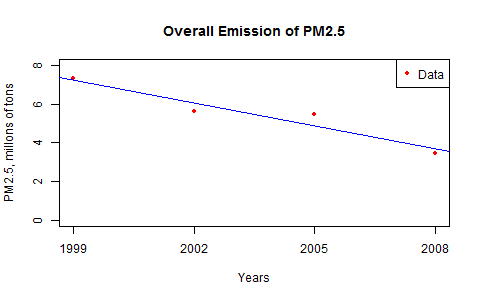 Overall Emission of PM2.5
Data
PM2.5, millions of tons
8
6
4
2
0
1999 2002 2005 2008
Years